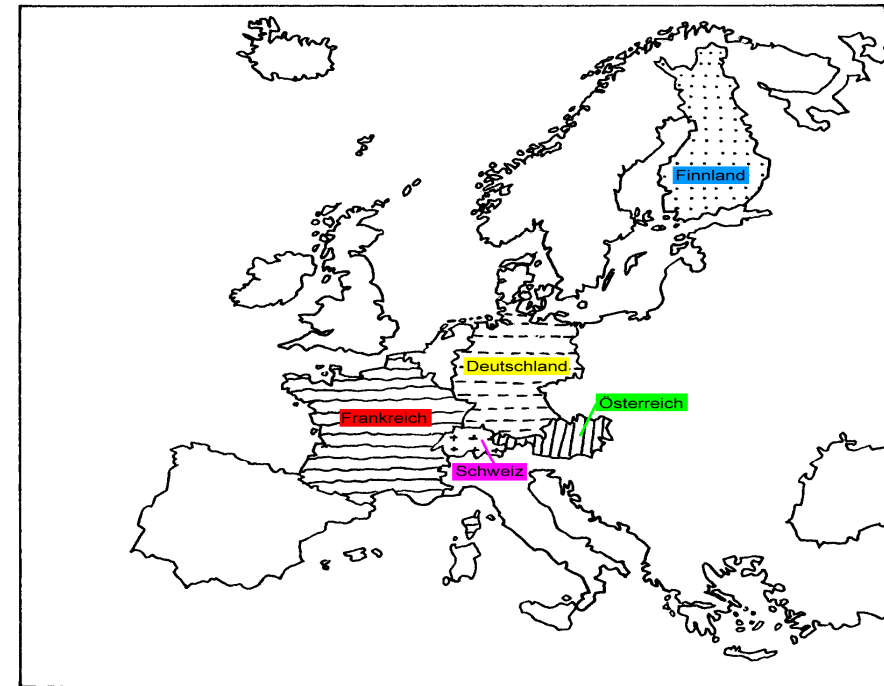 Finnland
Deutschland
Österreich
Frankreich
Schweiz